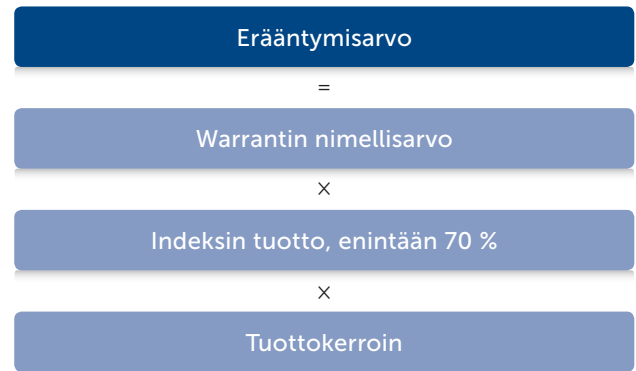 Erääntymisarvo
=
Warrantin nimellisarvo
×
Indeksin tuotto, enintään 70 %
×
Tuottokerroin